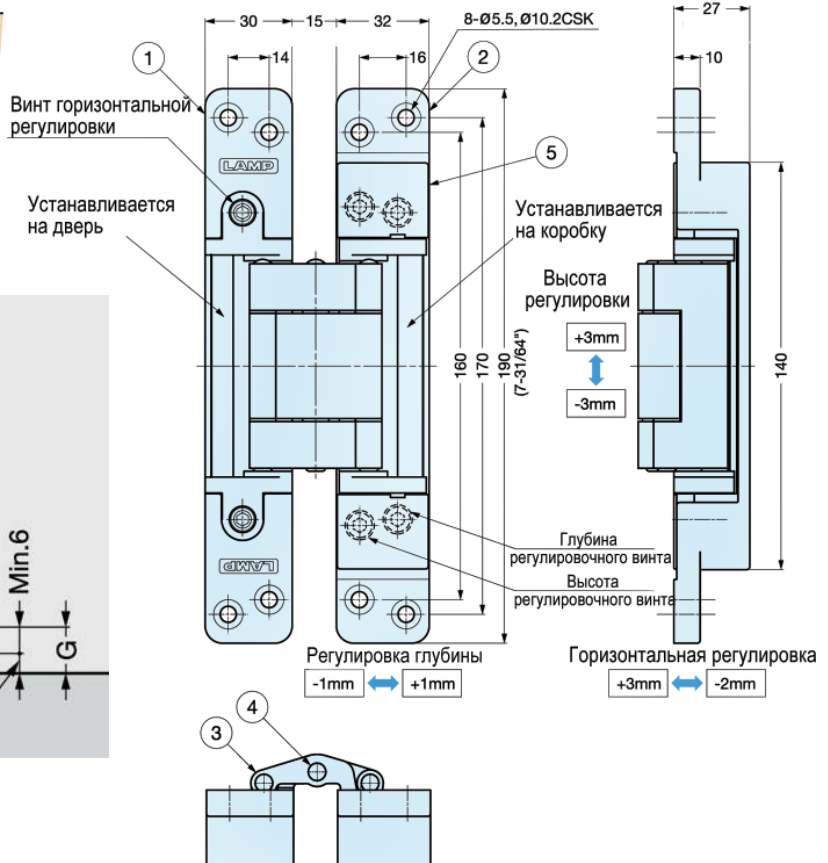 30
15
32
8-Ø5.5, Ø10.2CSK
27
14
16
10
1
2
Винт горизонтальной
регулировки
LAMP
5
Устанавливается
на дверь
Устанавливается
на коробку
Высота
регулировки
+3mm
-3mm
160
170
190
(7-31/64")
140
Min.6
G
Глубина
регулировочного винта
Высота
регулировочного винта
LAMP
Регулировка глубины
-1mm
+1mm
Горизонтальная регулировка
+3mm
-2mm
4
3